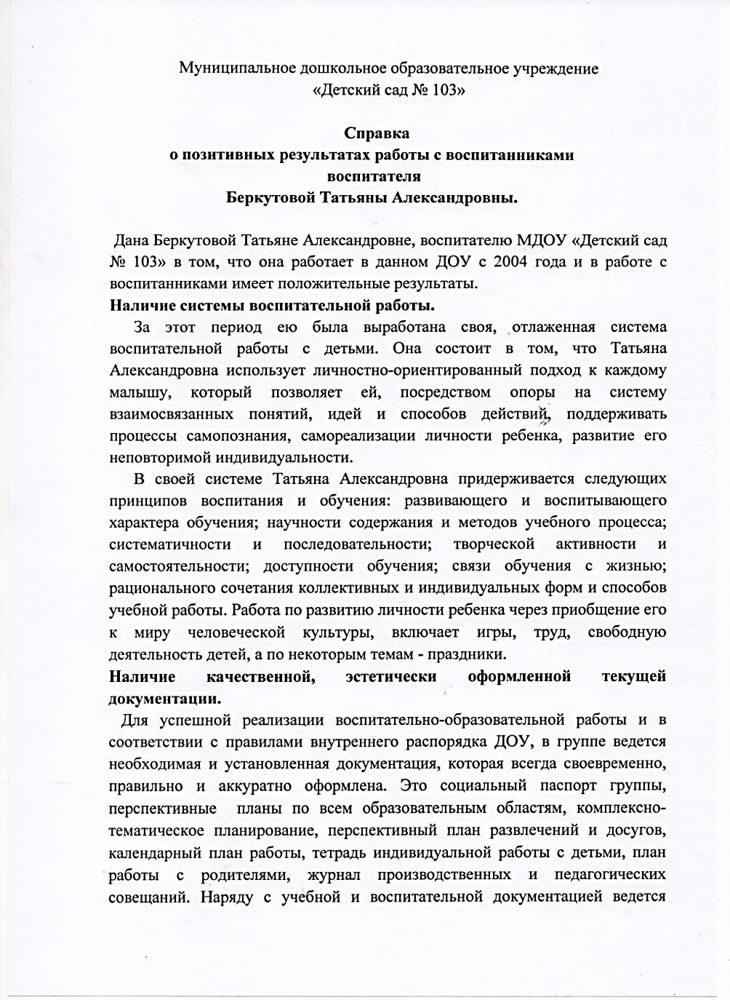 Муниципальное дошкольное образовательное учреждение
«Детский сад № 103»
Справка
о позитивных результатах работы с воспитанниками
воспитателя
Беркутовой Татьяны Александровны.
Дана Беркутовой Татьяне Александровне, воспитателю МДОУ «Детский сад
№ 103» в том, что она работает в данном ДОУ с 2004 года и в работе с
воспитанниками имеет положительные результаты.
Наличие системы воспитательной работы.
За этот период ею была выработана своя, отлаженная система
воспитательной работы с детьми. Она состоит в том, что Татьяна
Александровна использует личностно-ориентированный подход к каждому
малышу, который позволяет ей, посредством опоры на систему
взаимосвязанных понятий, идей и способов действий, поддерживать
процессы самопознания, самореализации личности ребенка, развитие его
неповторимой индивидуальности.
В своей системе Татьяна Александровна придерживается следующих
принципов воспитания и обучения: развивающего и воспитывающего
характера обучения; научности содержания и методов учебного процесса;
систематичности и последовательности; творческой активности и
самостоятельности; доступности обучения; связи обучения с жизнью;
рационального сочетания коллективных и индивидуальных форм и способов
учебной работы. Работа по развитию личности ребенка через приобщение его
к миру человеческой культуры, включает игры, труд, свободную
деятельность детей, а по некоторым темам - праздники.
Наличие качественной, эстетически оформленной текущей
документации.
Для успешной реализации воспитательно-образовательной работы и в
соответствии с правилами внутреннего распорядка ДОУ, в группе ведется
необходимая и установленная документация, которая всегда своевременно,
правильно и аккуратно оформлена. Это социальный паспорт группы,
перспективные планы по всем образовательным областям, комплексно-
тематическое планирование, перспективный план развлечений и досугов,
календарный план работы, тетрадь индивидуальной работы с детьми, план
работы с родителями, журнал производственных и педагогических
совещаний. Наряду с учебной и воспитательной документацией ведется